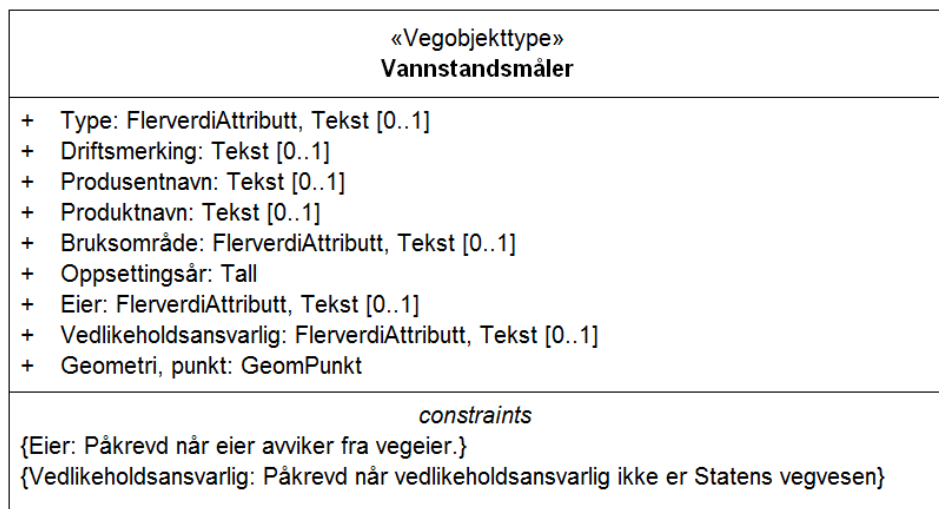 «Vegobjekttype»
Vannstandsmåler
+ Type: FlerverdiAttributt, Tekst [0..1]
+ Driftsmerking: Tekst [0..1]
+ Produsentnavn: Tekst [0..1]
+ Produktnavn: Tekst [0..1]
+ Bruksområde: FlerverdiAttributt, Tekst [0..1]
+ Oppsettingsår: Tall
+ Eier: FlerverdiAttributt, Tekst [0..1]
+ Vedlikeholdsansvarlig: FlerverdiAttributt, Tekst [0..1]
+ Geometri, punkt: GeomPunkt
constraints
{Eier: Påkrevd når eier avviker fra vegeier.}
{Vedlikeholdsansvarlig: Påkrevd når vedlikeholdsansvarlig ikke er Statens vegvesen}